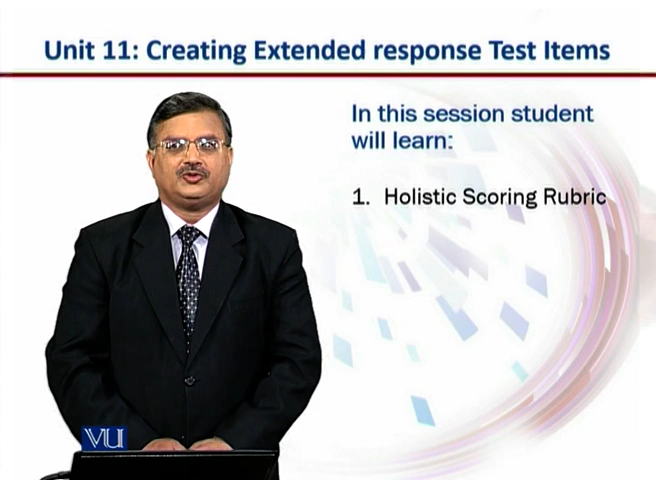 Unit 11: Creating Extended response Test Items
In this session student
will learn:
1. Holistic Scoring Rubric
VU